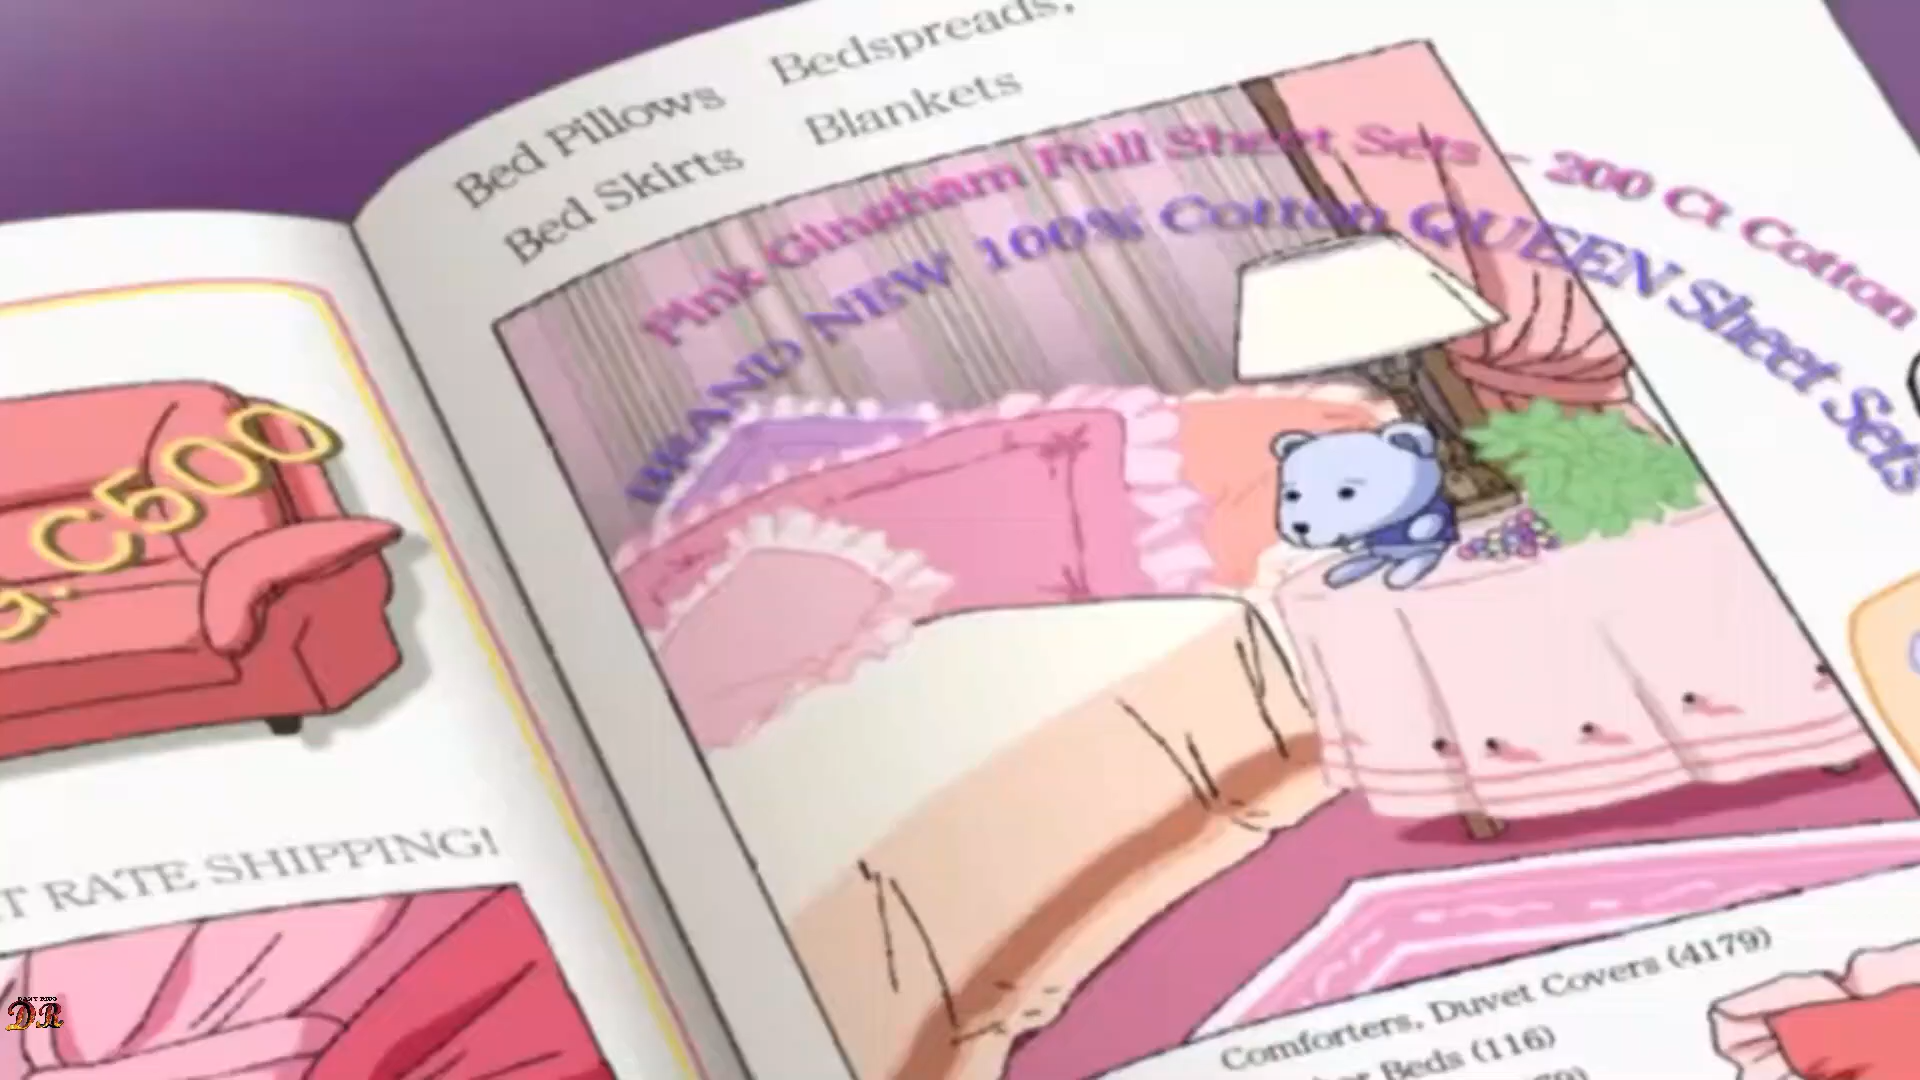 Bed Pillows Bedspreads,
Bed Skirts Blankets
Pink Gingham Full Sheet Sets - 200 Ct Cotton
BRAND NEW 100% Cotton QUEEN Sheet Sets
C500
RATE SHIPPING!
Comforters, Duvet Covers (4179)
Beds (116)
DR